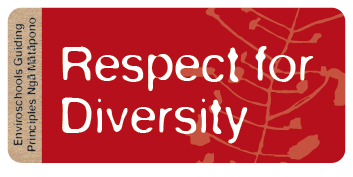 Enviroschools Guiding
Principles Ngā Mātāpono
Respect for
Diversity